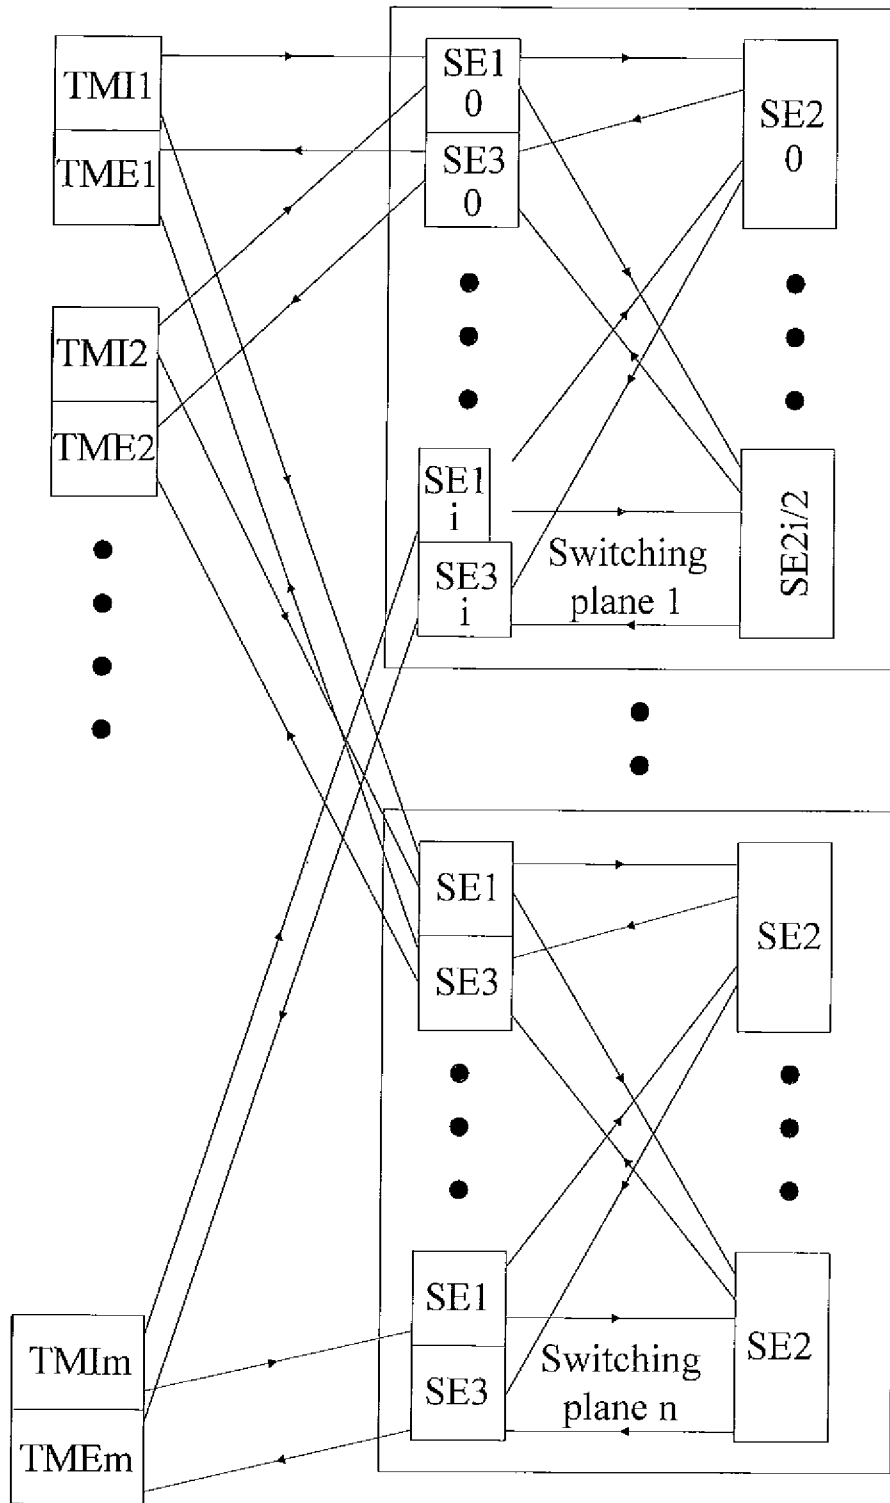 TMI1
TME1
SE1
0
SE3
0
SE2
0
TMI2
TME2
SE1
i
SE3
i
Switching
plane 1
SE2i/2
SE1
SE3
SE2
SE1
SE3
Switching
plane n
SE2
TMIm
TMEm